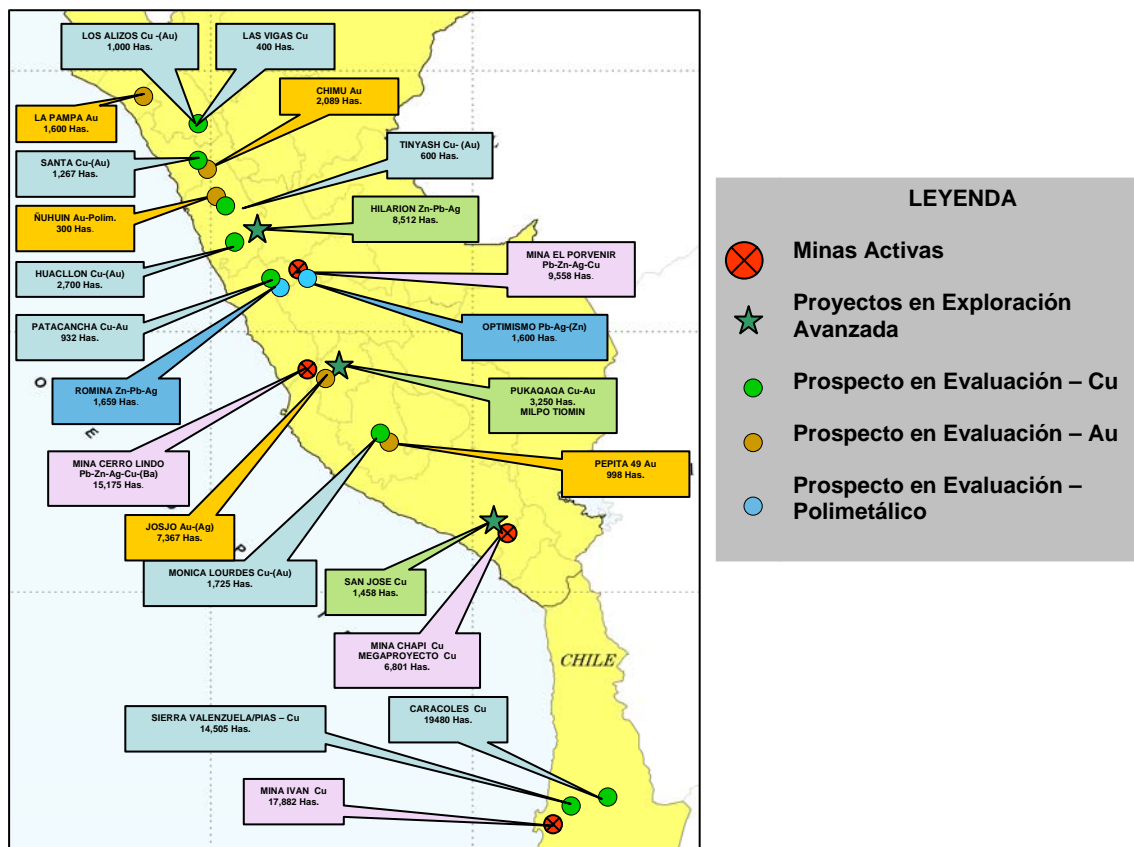 LOS ALIZOS Cu -(Au)
1,000 Has.
LAS VIGAS Cu
400 Has.
CHIMU Au
2,089 Has.
LA PAMPA Au
1,600 Has.
TINYASH Cu- (Au)
600 Has.
SANTA Cu-(Au)
1,267 Has.
HILARION Zn-Pb-Ag
8,512 Has.
ÑUHUIN Au-Polim.
300 Has.
MINA EL PORVENIR
Pb-Zn-Ag-Cu
9,558 Has.
HUACLLON Cu-(Au)
2,700 Has.
PATACANCHA Cu-Au
932 Has.
OPTIMISMO Pb-Ag-(Zn)
1,600 Has.
ROMINA Zn-Pb-Ag
1,659 Has.
PUKAQAQA Cu-Au
3,250 Has.
MILPO TIOMIN
MINA CERRO LINDO
Pb-Zn-Ag-Cu-(Ba)
15,175 Has.
PEPITA 49 Au
998 Has.
JOSJO Au-(Ag)
7,367 Has.
MONICA LOURDES Cu-(Au)
1,725 Has.
SAN JOSE Cu
1,458 Has.
MINA CHAPI Cu
MEGAPROYECTO Cu
6,801 Has.
CHILE
SIERRA VALENZUELA/PIAS – Cu
14,505 Has.
CARACOLES Cu
19480 Has.
MINA IVAN Cu
17,882 Has.
LEYENDA
Minas Activas
Proyectos en Exploración
Avanzada
Prospecto en Evaluación – Cu
Prospecto en Evaluación – Au
Prospecto en Evaluación –
Polimetálico